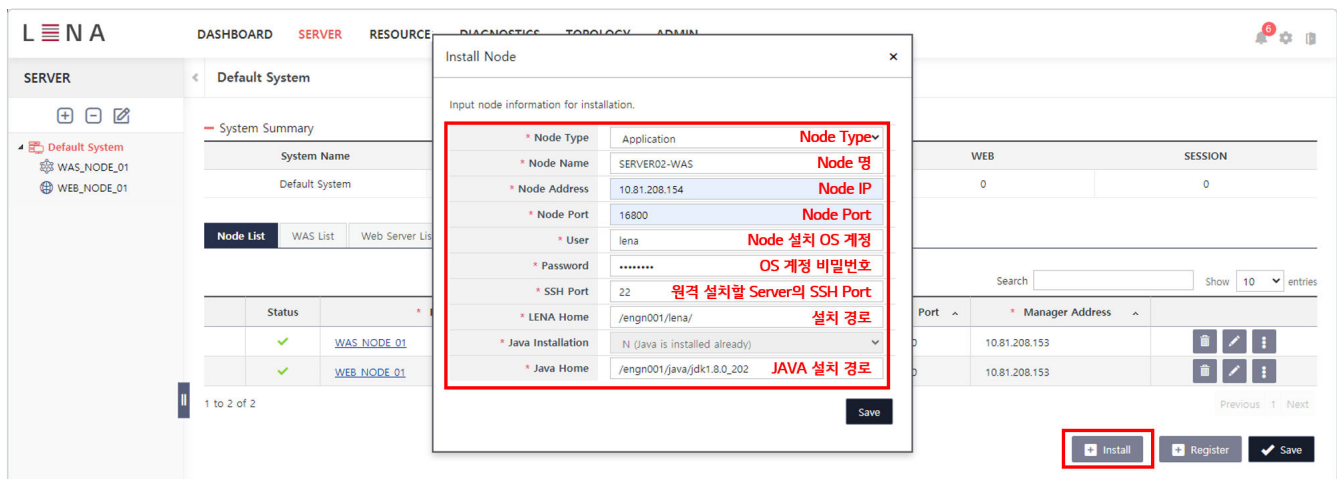 LENA
DASHBOARD SERVER RESOURCE DIAGNOSTICS TOPOLOGY ADMIN
6
SERVER
Default System
Default System
WAS_NODE_01
WEB_NODE_01
System Summary
System Name WEB SESSION
Default System 0 0
Node List WAS List Web Server Lis
Search Show 10 entries
Status * Port * Manager Address
WAS_NODE_01 10.81.208.153
WEB_NODE_01 10.81.208.153
1 to 2 of 2
Previous 1 Next
Install Register Save
Install Node ×
Input node information for installation.
* Node Type Application Node Type
* Node Name SERVER02-WAS Node 명
* Node Address 10.81.208.154 Node IP
* Node Port 16800 Node Port
* User lena Node 설치 OS 계정
* Password •••••••• OS 계정 비밀번호
* SSH Port 22 원격 설치할 Server의 SSH Port
* LENA Home /engn001/lena/ 설치 경로
* Java Installation N (Java is installed already)
* Java Home /engn001/java/jdk1.8.0_202 JAVA 설치 경로
Save